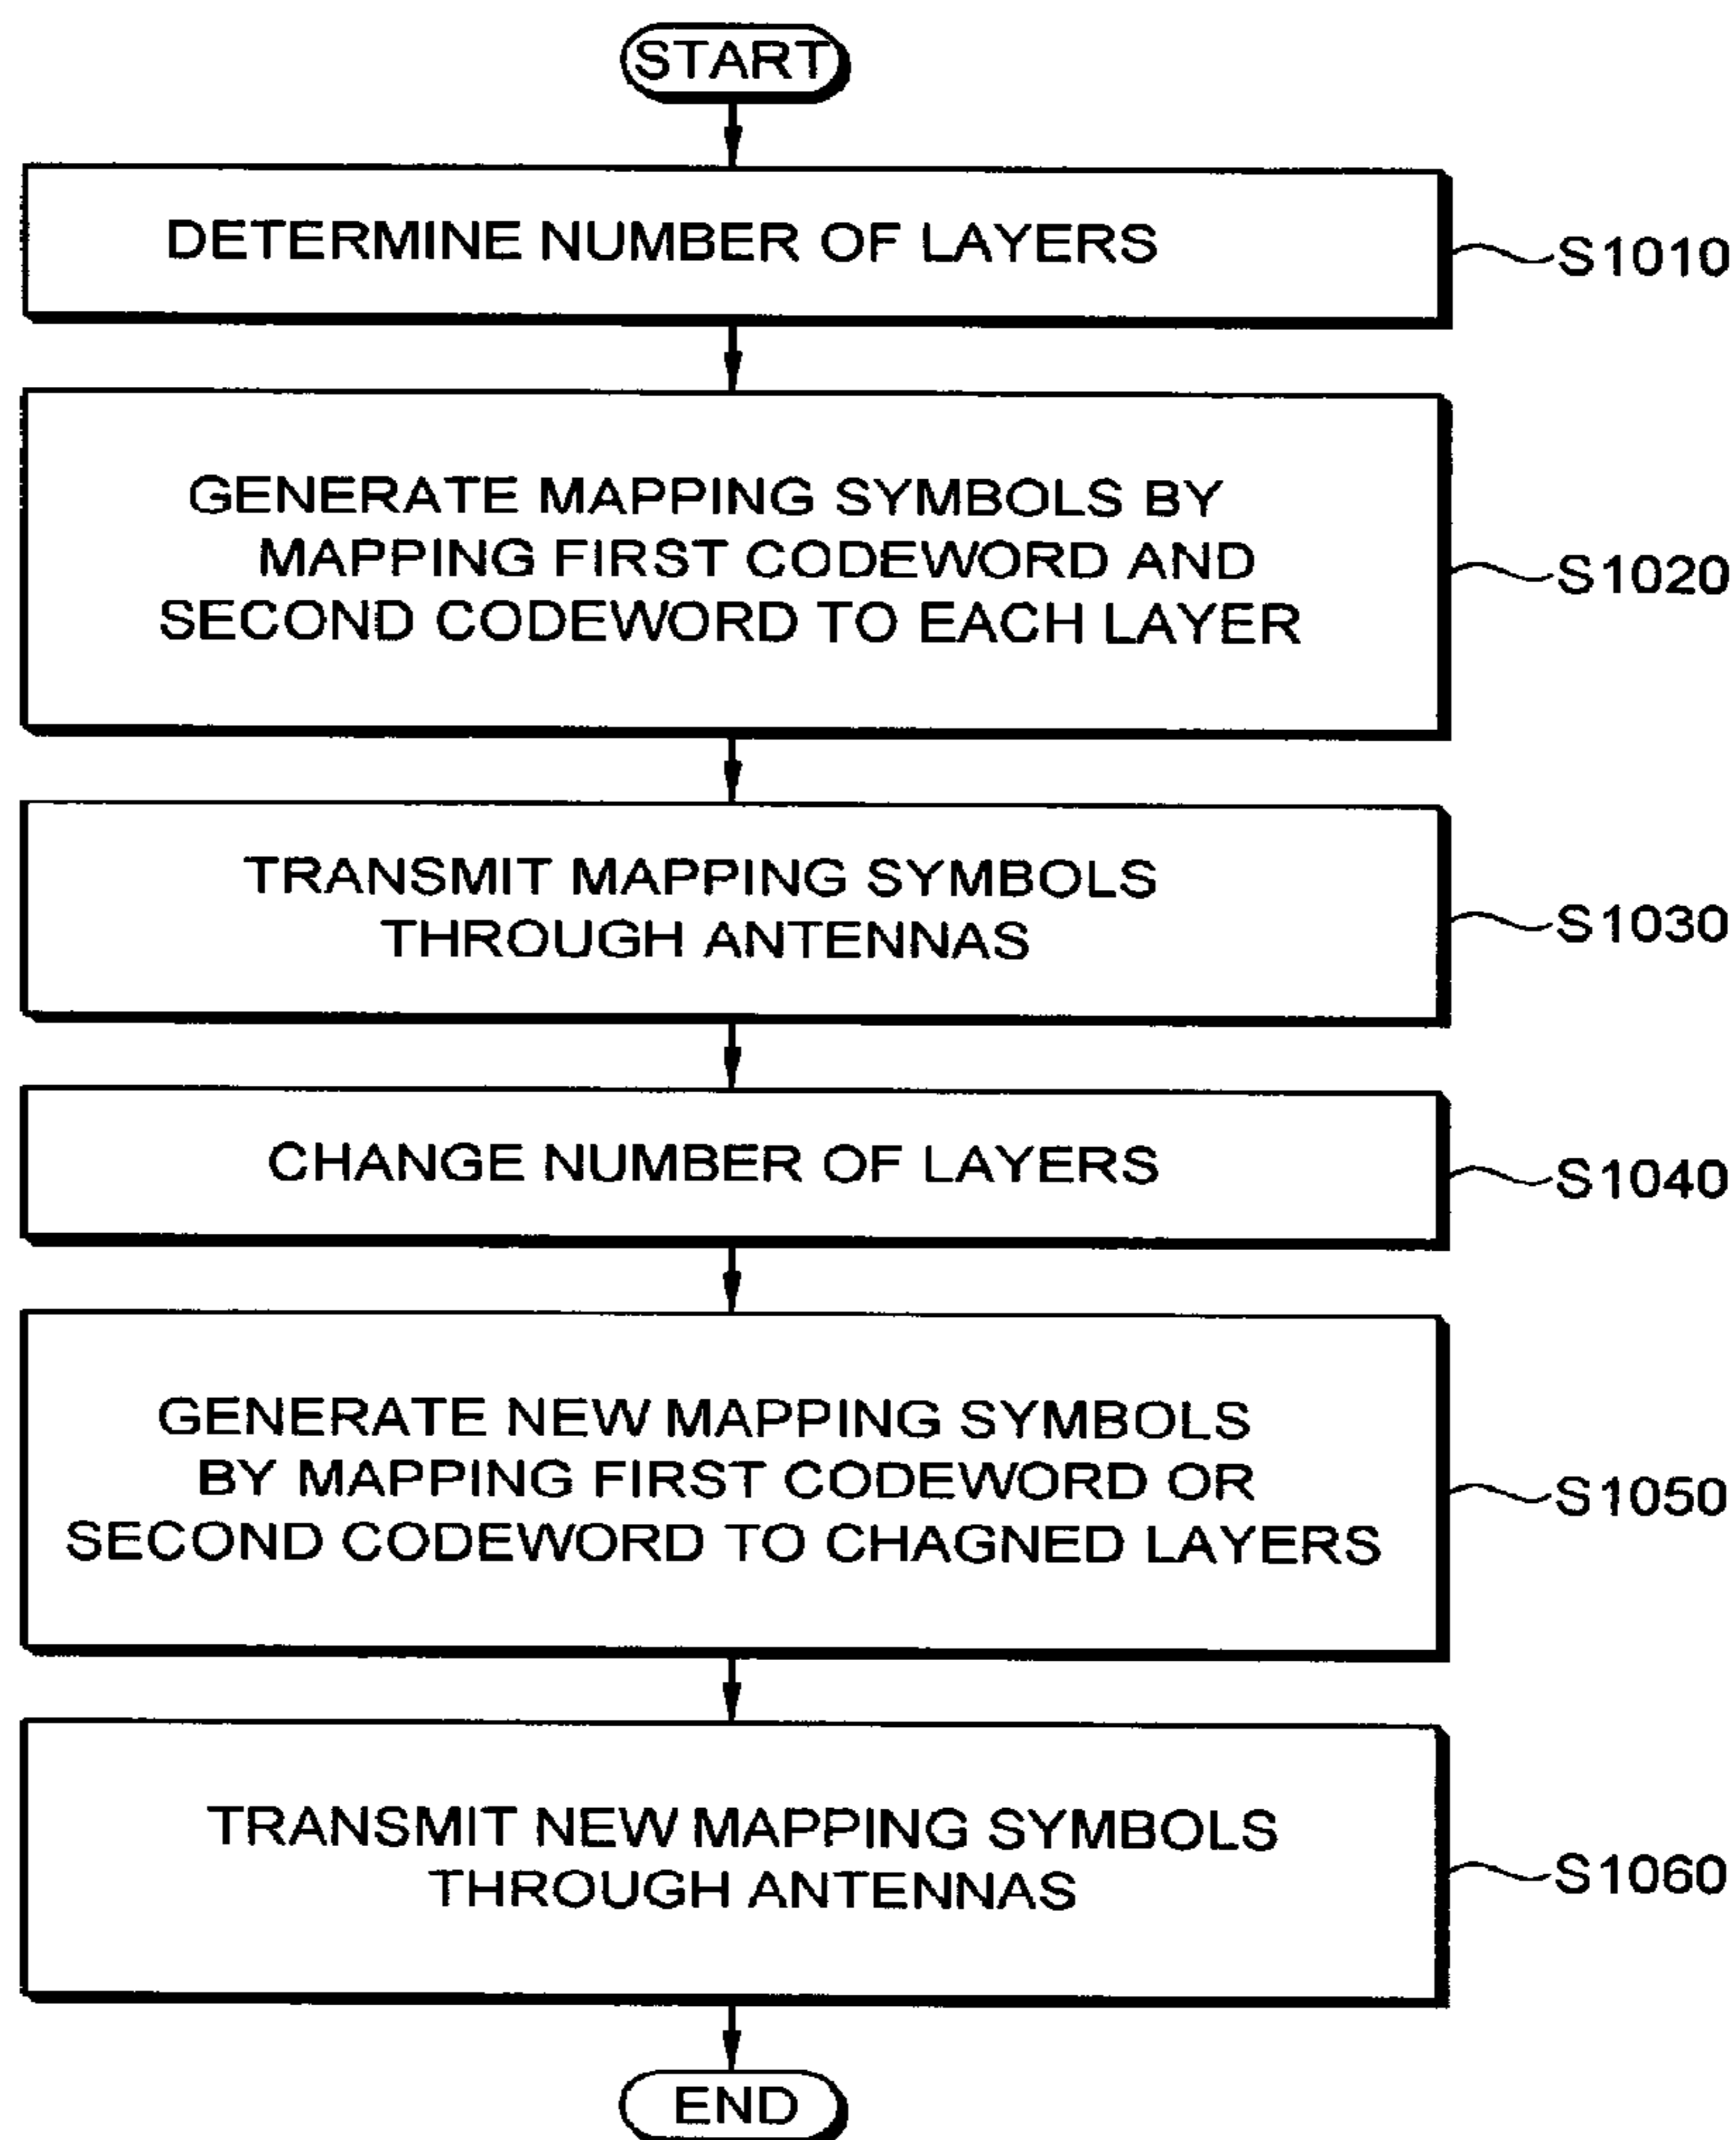 START
DETERMINE NUMBER OF LAYERS
S1010
GENERATE MAPPING SYMBOLS BY
MAPPING FIRST CODEWORD AND
SECOND CODEWORD TO EACH LAYER
S1020
TRANSMIT MAPPING SYMBOLS
THROUGH ANTENNAS
S1030
CHANGE NUMBER OF LAYERS
S1040
GENERATE NEW MAPPING SYMBOLS
BY MAPPING FIRST CODEWORD OR
SECOND CODEWORD TO CHAGNED LAYERS
S1050
TRANSMIT NEW MAPPING SYMBOLS
THROUGH ANTENNAS
S1060
END